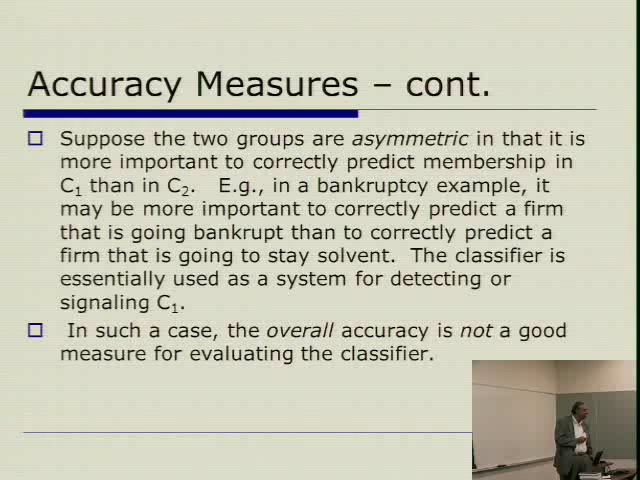 Accuracy Measures – cont.
Suppose the two groups are asymmetric in that it is
more important to correctly predict membership in
C₁ than in C₂. E.g., in a bankruptcy example, it
may be more important to correctly predict a firm
that is going bankrupt than to correctly predict a
firm that is going to stay solvent. The classifier is
essentially used as a system for detecting or
signaling C₁.
In such a case, the overall accuracy is not a good
measure for evaluating the classifier.